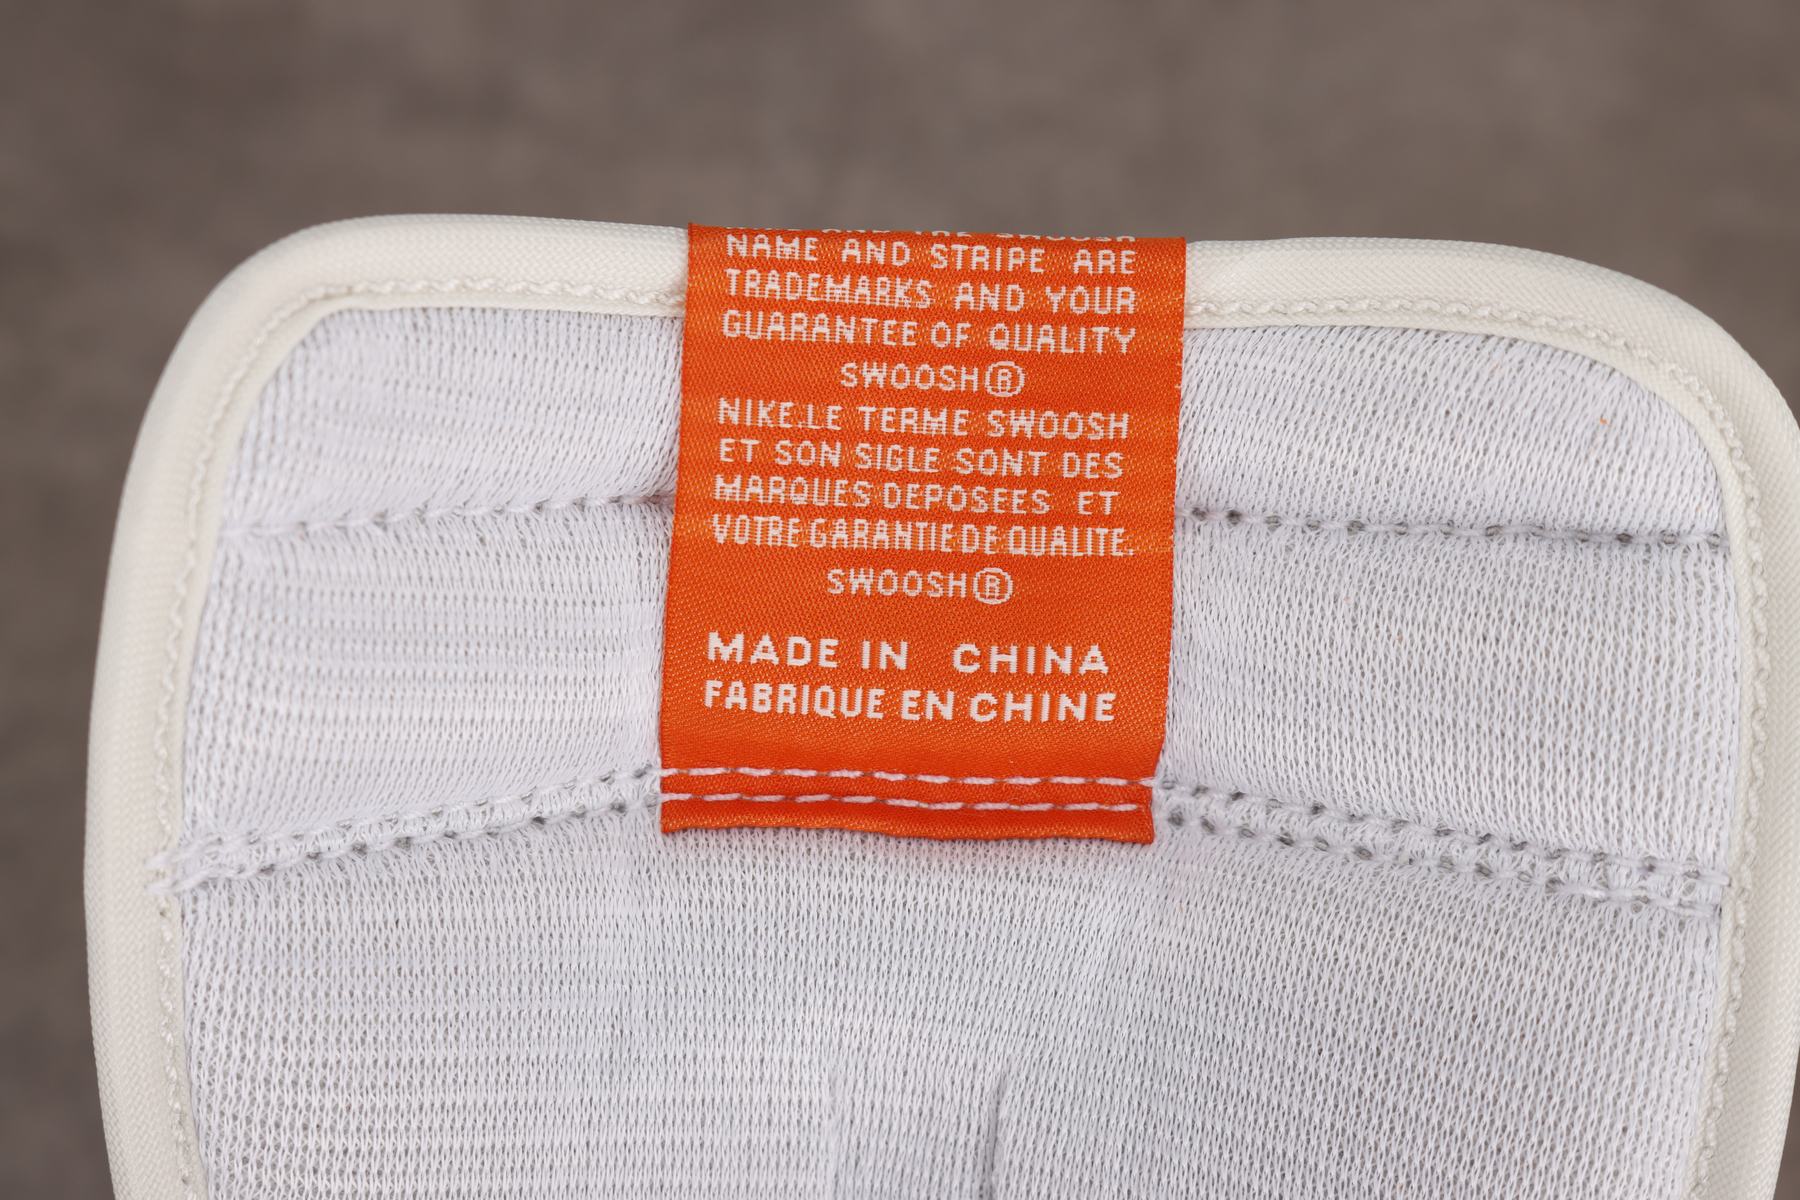 NAME AND STRIPE ARE
TRADEMARKS AND YOUR
GUARANTEE OF QUALITY
SWOOSH®
NIKE.LE TERME SWOOSH
ET SON SIGLE SONT DES
MARQUES DEPOSEES ET
VOTRE GARANTIE DE QUALITE.
SWOOSH®
MADE IN CHINA
FABRIQUE EN CHINE